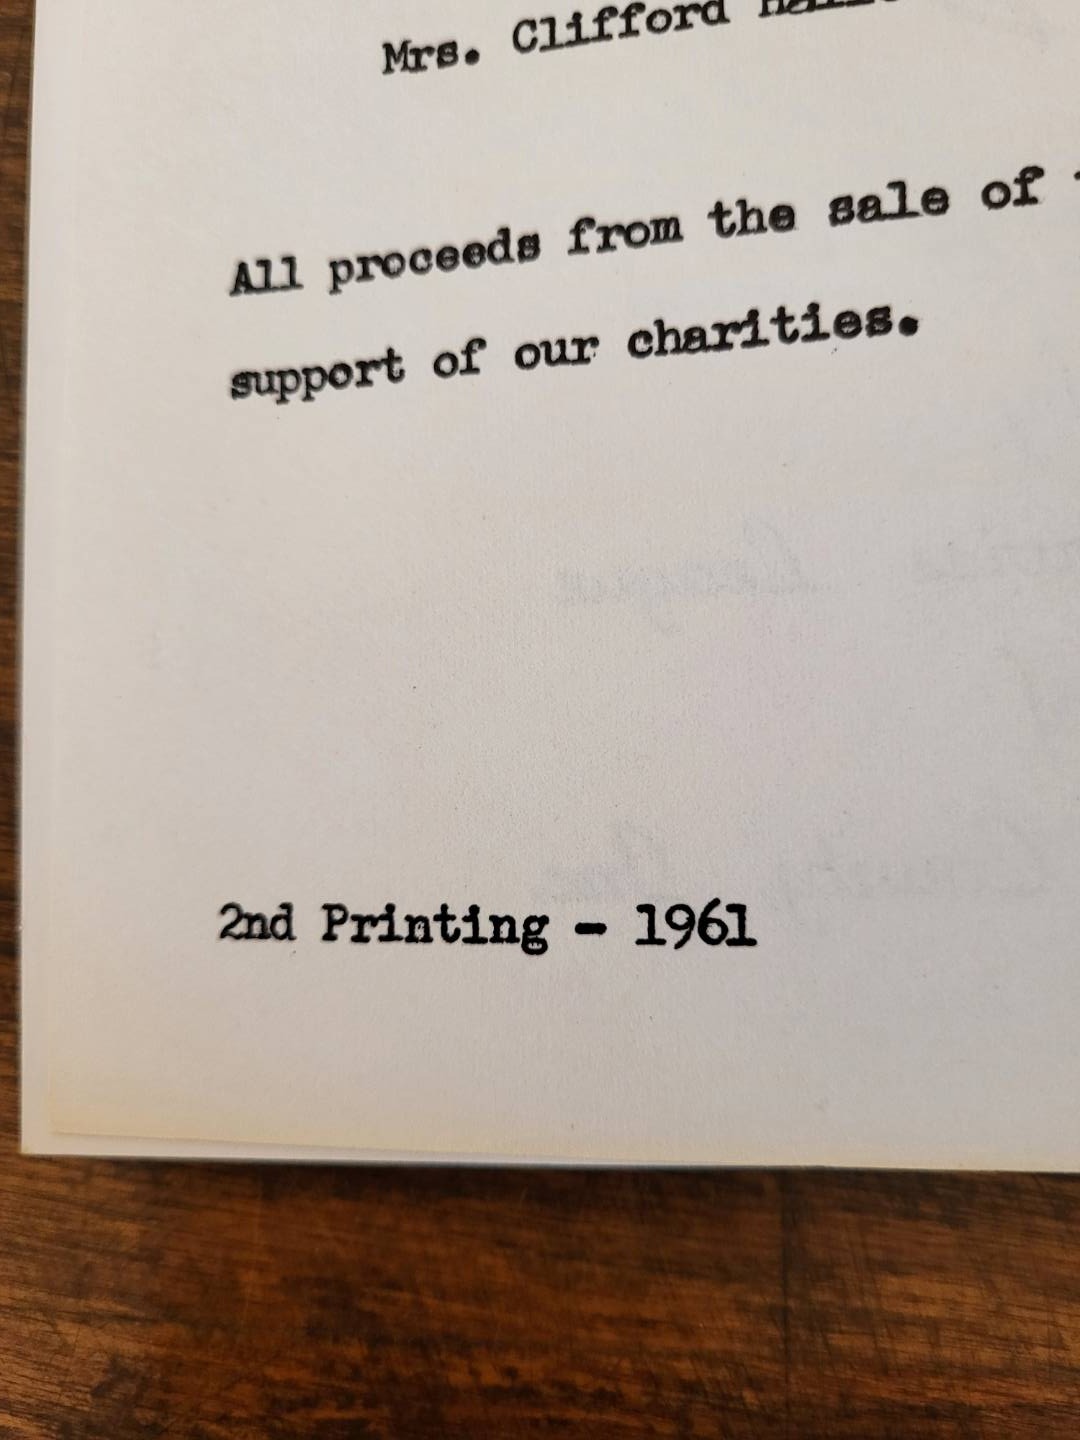 Mrs. Clifford
All proceeds from the sale of
support of our charities.
2nd Printing - 1961